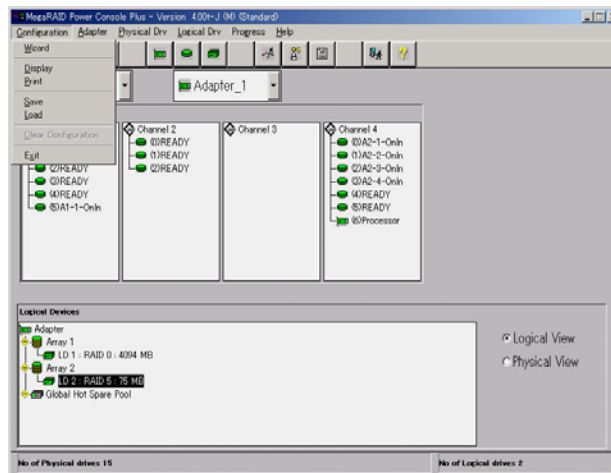 MegaRAID Power Console Plus - Version 4.00t-J (M) (Standard)
Configuration Adapter Physical Drv Logical Drv Progress Help
Wizard
Display
Print
Save
Load
Clear Configuration
Exit
Adapter_1
(2)READY
(3)READY
(4)READY
(5)A1-1-Onln
Channel 2
(0)READY
(1)READY
(2)READY
Channel 3
Channel 4
(0)A2-1-Onln
(1)A2-2-Onln
(2)A2-3-Onln
(3)A2-4-Onln
(4)READY
(5)READY
(6)Processor
Logical Devices
Adapter
Array 1
LD 1 : RAID 0 : 4094 MB
Array 2
LD 2 : RAID 5 : 75 MB
Global Hot Spare Pool
Logical View
Physical View
No of Physical drives 15
No of Logical drives 2